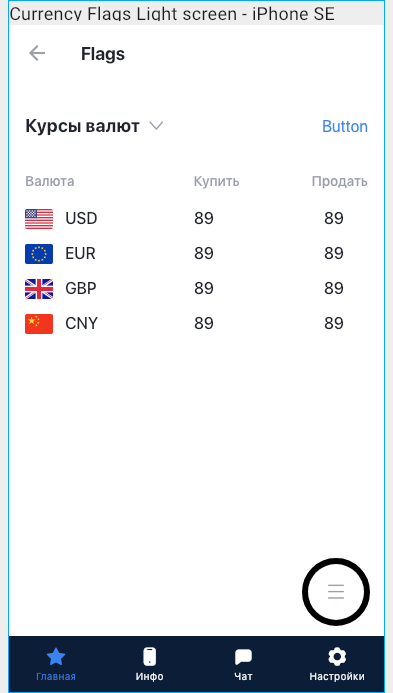 Currency Flags Light screen - iPhone SE
Flags
Курсы валют Button
Валюта Купить Продать
USD 89 89
EUR 89 89
GBP 89 89
CNY 89 89
Главная Инфо Чат Настройки